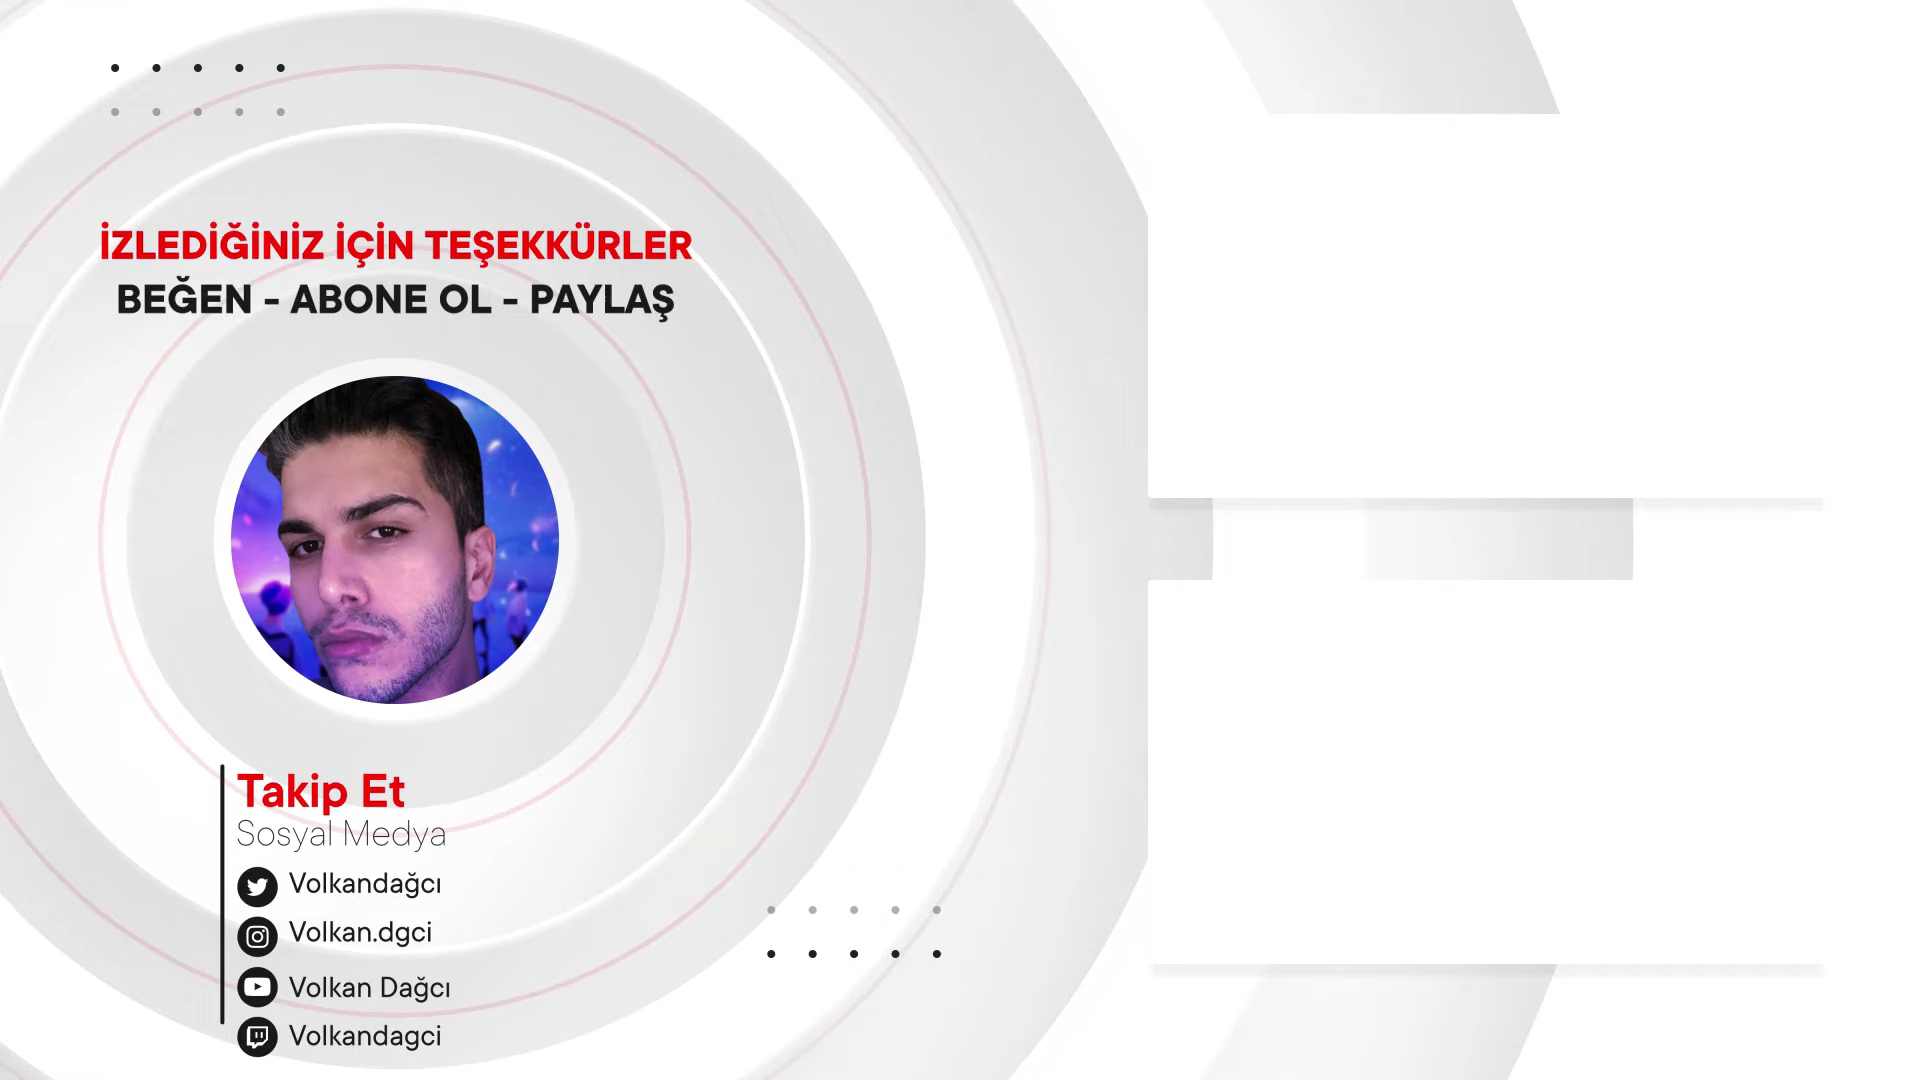 İZLEDİĞİNİZ İÇİN TEŞEKKÜRLER
BEĞEN - ABONE OL - PAYLAŞ
Takip Et
Sosyal Medya
Volkandağcı
Volkan.dgci
Volkan Dağcı
Volkandagci